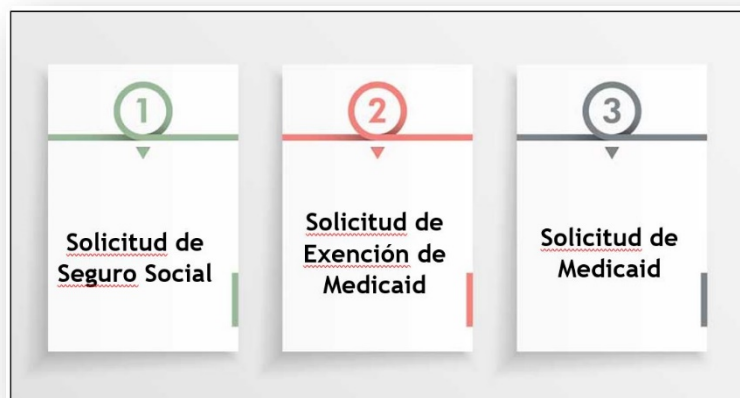 1
Solicitud de
Seguro Social
2
Solicitud de
Exención de
Medicaid
3
Solicitud de
Medicaid